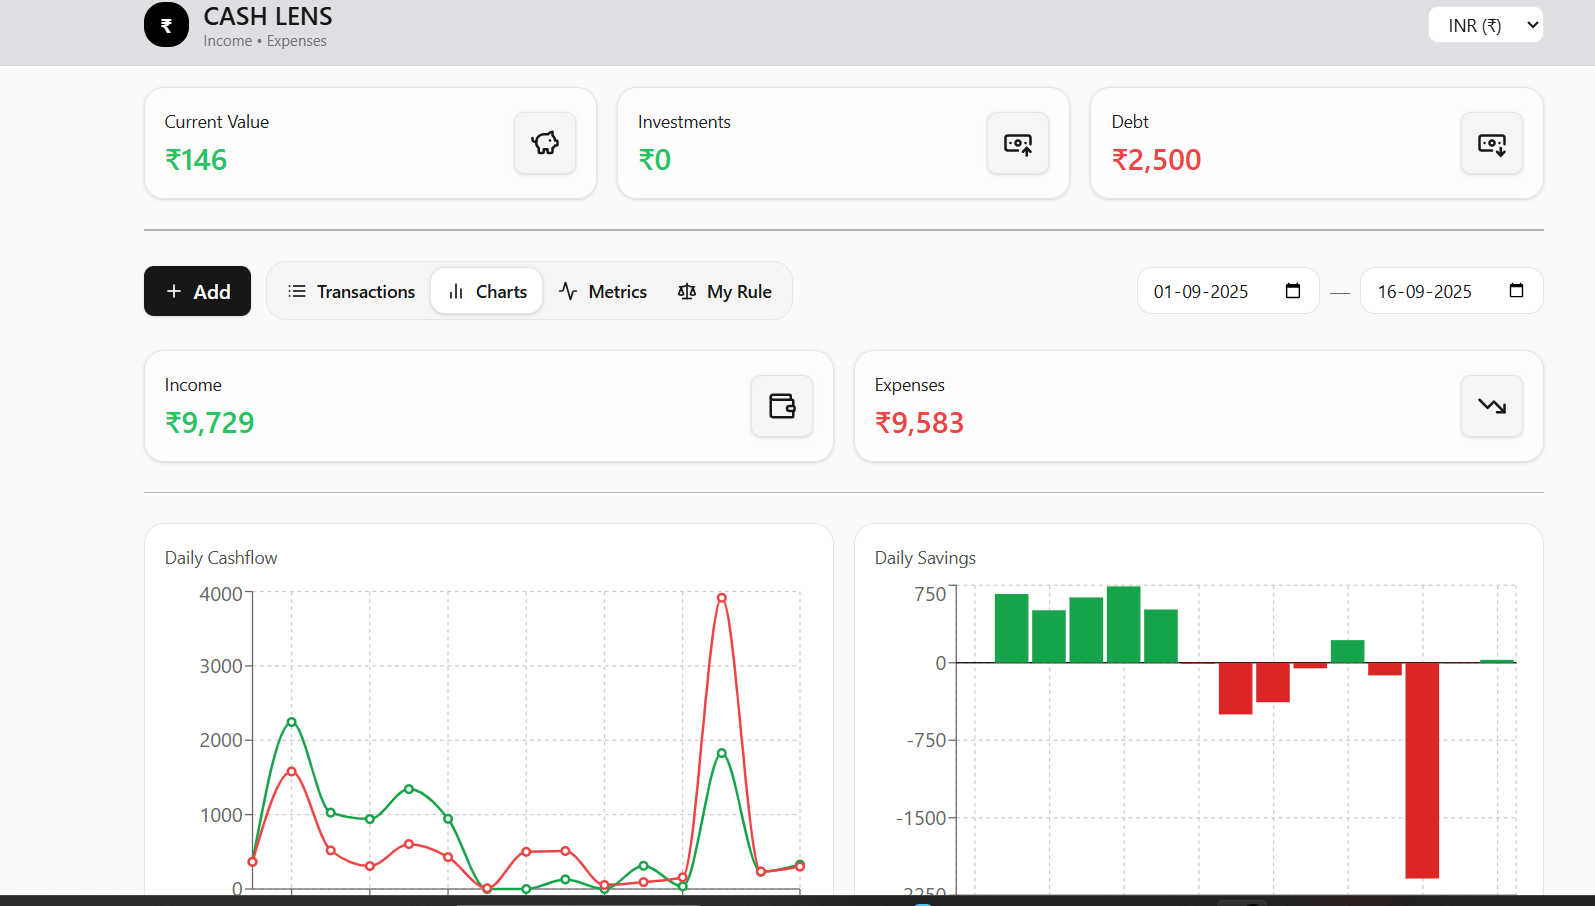 ₹
CASH LENS
Income • Expenses
INR (₹)
Current Value
₹146
Investments
₹0
Debt
₹2,500
+ Add
Transactions
Charts
Metrics
My Rule
01-09-2025
—
16-09-2025
Income
₹9,729
Expenses
₹9,583
Daily Cashflow
4000
3000
2000
1000
0
Daily Savings
750
0
-750
-1500
-2250